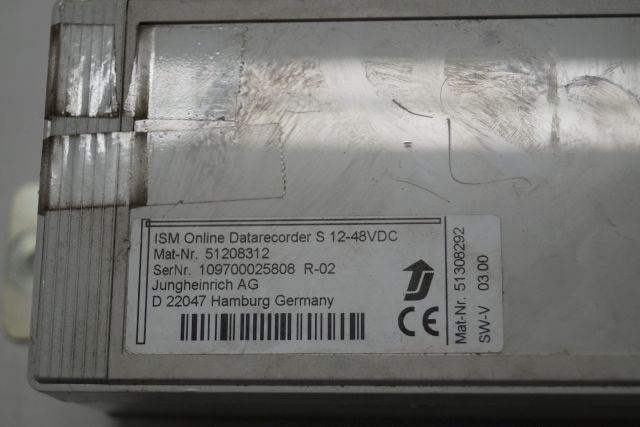 ISM Online Datarecorder S 12-48VDC
Mat-Nr. 51208312
SerNr. 109700025808 R-02
Jungheinrich AG
D 22047 Hamburg Germany
CE
Mat-Nr. 51308292
SW-V 03.00